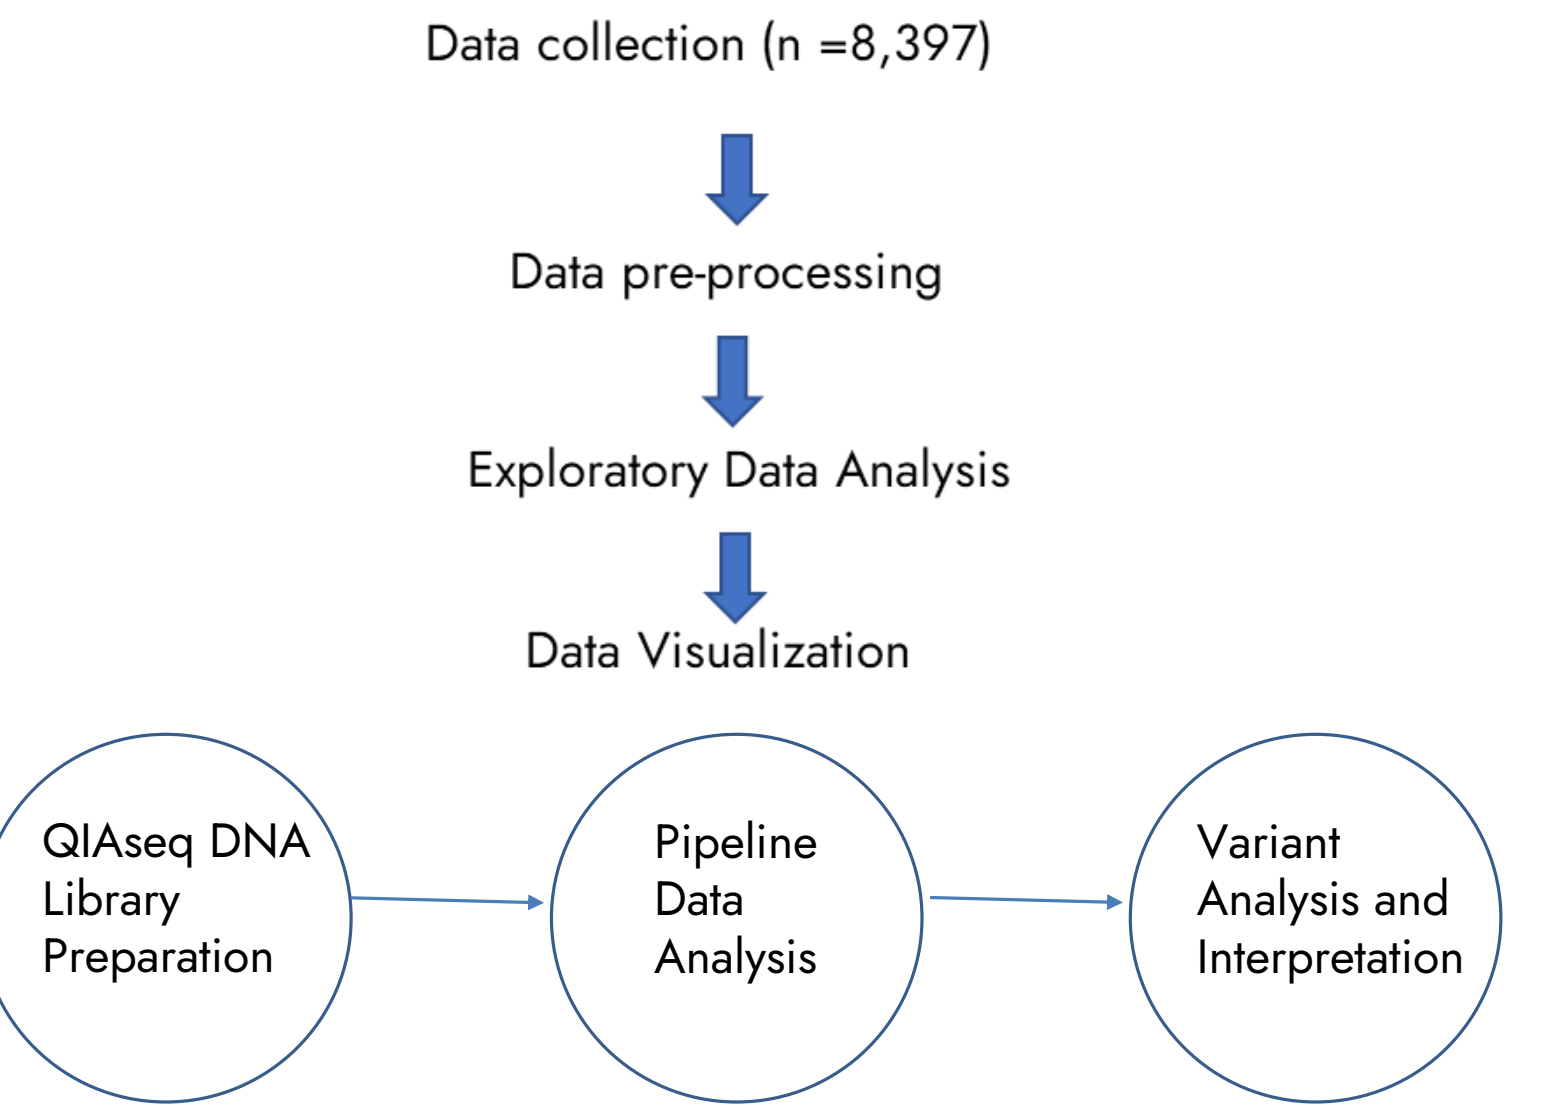 Data collection (n =8,397)
Data pre-processing
Exploratory Data Analysis
Data Visualization
QIAseq DNA
Library
Preparation
Pipeline
Data
Analysis
Variant
Analysis and
Interpretation